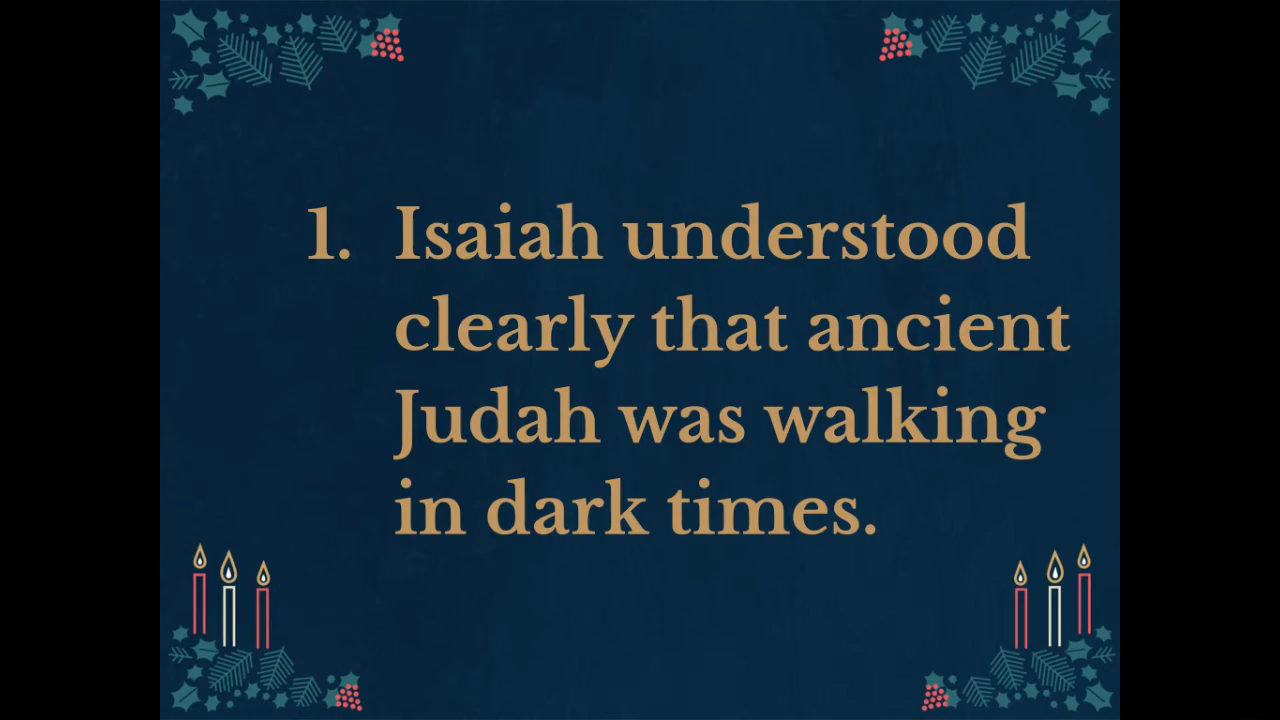 1. Isaiah understood
clearly that ancient
Judah was walking
in dark times.